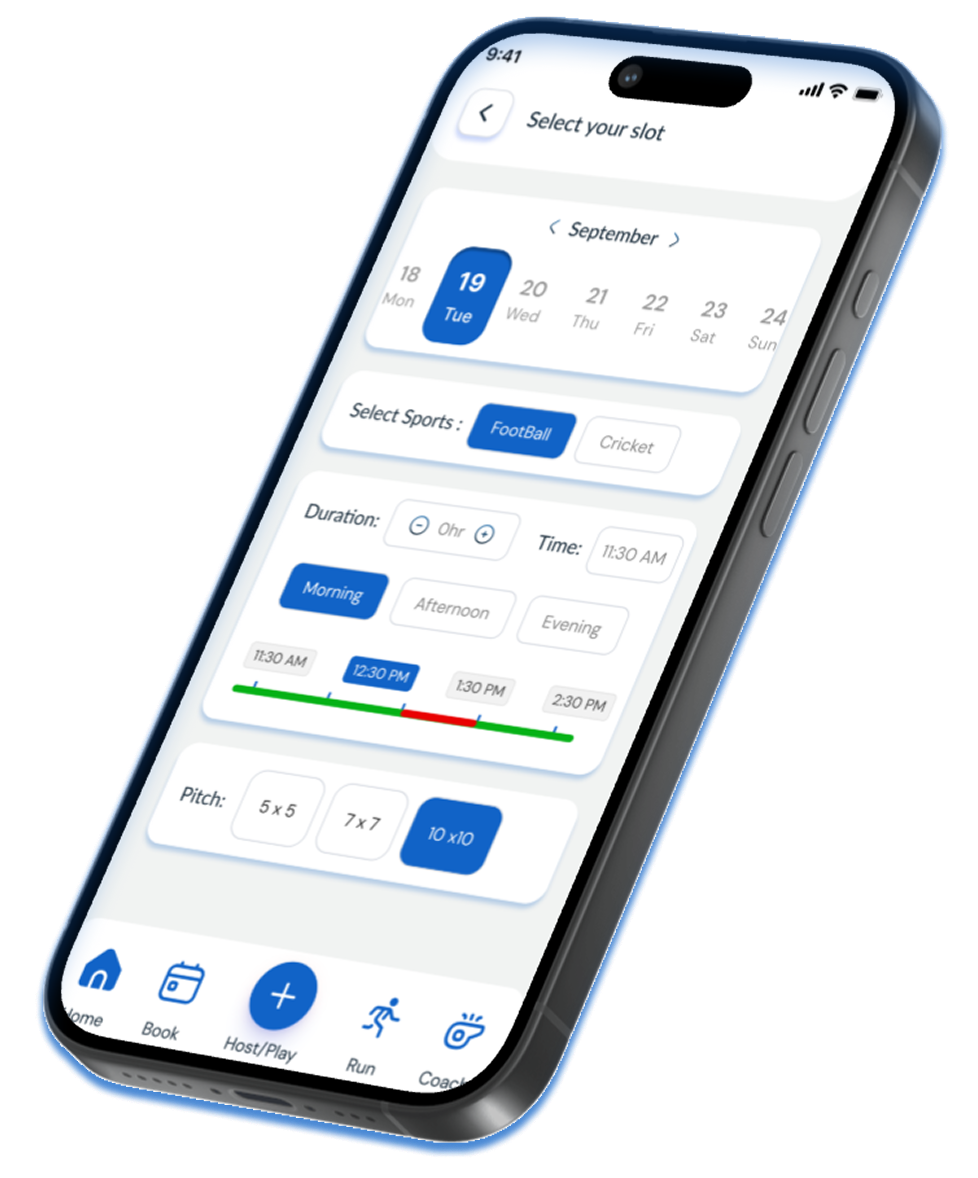 9:41
Select your slot
September
18 19 20 21 22 23 24
Mon Tue Wed Thu Fri Sat Sun
Select Sports : FootBall Cricket
Duration: 0hr Time: 11:30 AM
Morning Afternoon Evening
11:30 AM 12:30 PM 1:30 PM 2:30 PM
Pitch: 5 x 5 7 x 7 10 x10
Home Book Host/Play Run Coach